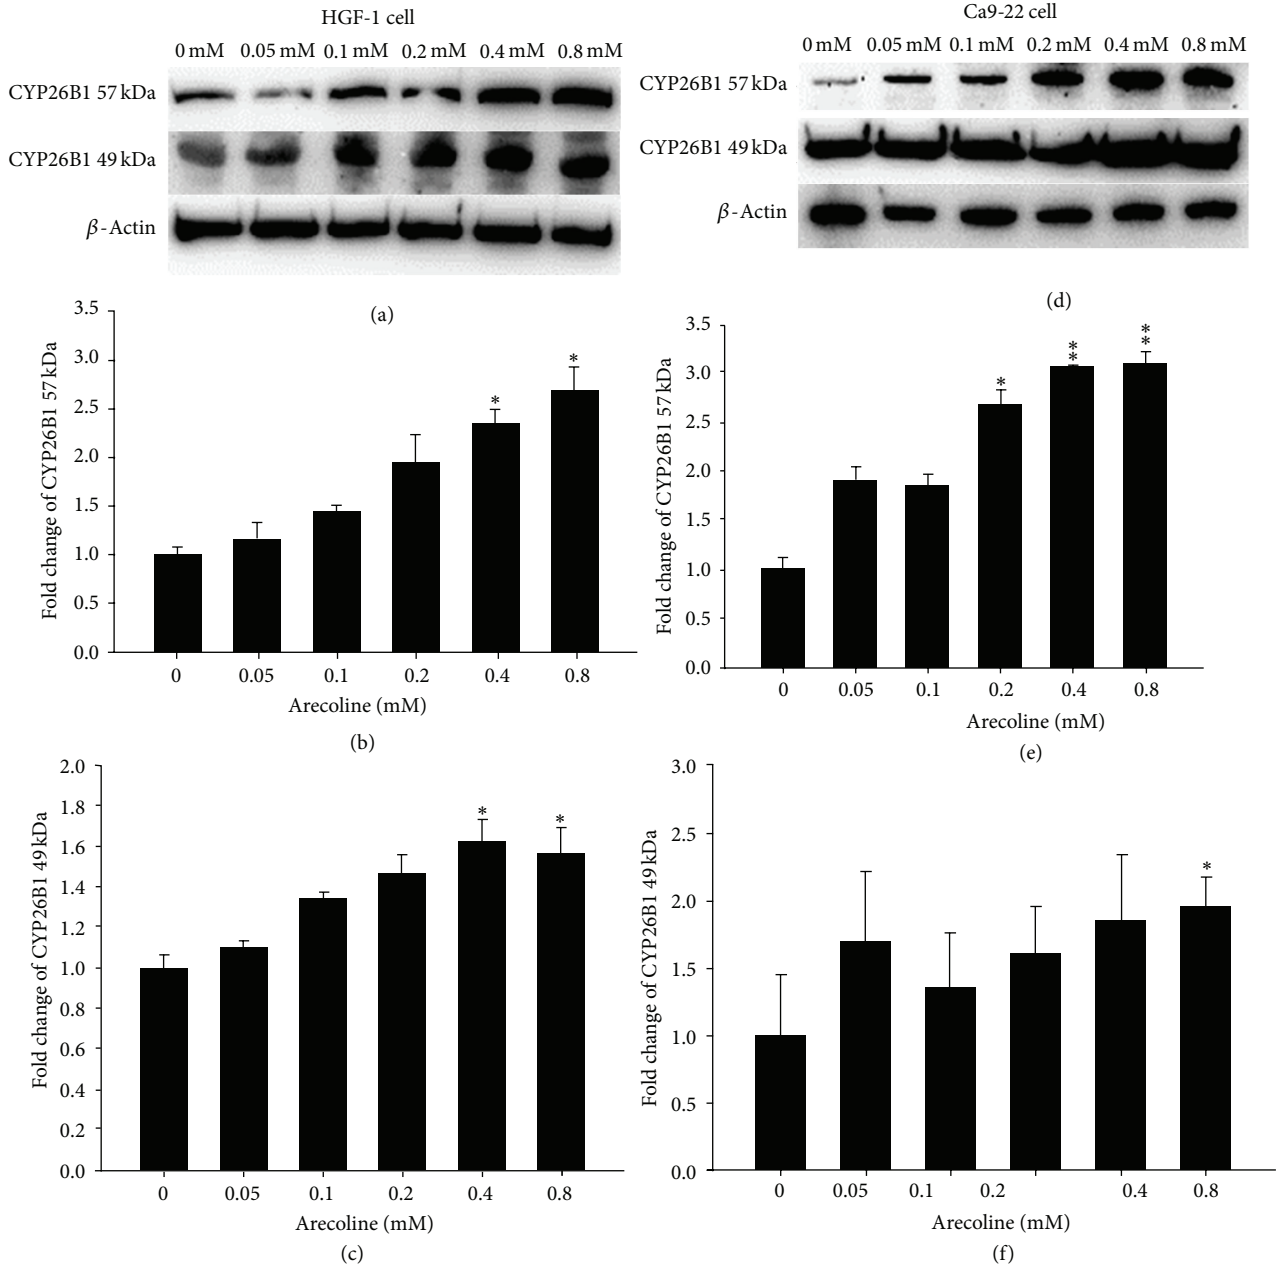 HGF-1 cell
0 mM 0.05 mM 0.1 mM 0.2 mM 0.4 mM 0.8 mM
CYP26B1 57 kDa
CYP26B1 49 kDa
β-Actin
(a)
Ca9-22 cell
0 mM 0.05 mM 0.1 mM 0.2 mM 0.4 mM 0.8 mM
CYP26B1 57 kDa
CYP26B1 49 kDa
β-Actin
(d)
Fold change of CYP26B1 57 kDa
3.5
3.0
2.5
2.0
1.5
1.0
0.5
0.0
* *
0 0.05 0.1 0.2 0.4 0.8
Arecoline (mM)
(b)
Fold change of CYP26B1 57 kDa
3.5
3.0
2.5
2.0
1.5
1.0
0.5
0.0
* ** **
0 0.05 0.1 0.2 0.4 0.8
Arecoline (mM)
(e)
Fold change of CYP26B1 49 kDa
2.0
1.8
1.6
1.4
1.2
1.0
0.8
0.6
0.4
0.2
0.0
* *
0 0.05 0.1 0.2 0.4 0.8
Arecoline (mM)
(c)
Fold change of CYP26B1 49 kDa
3.0
2.5
2.0
1.5
1.0
0.5
0.0
*
0 0.05 0.1 0.2 0.4 0.8
Arecoline (mM)
(f)